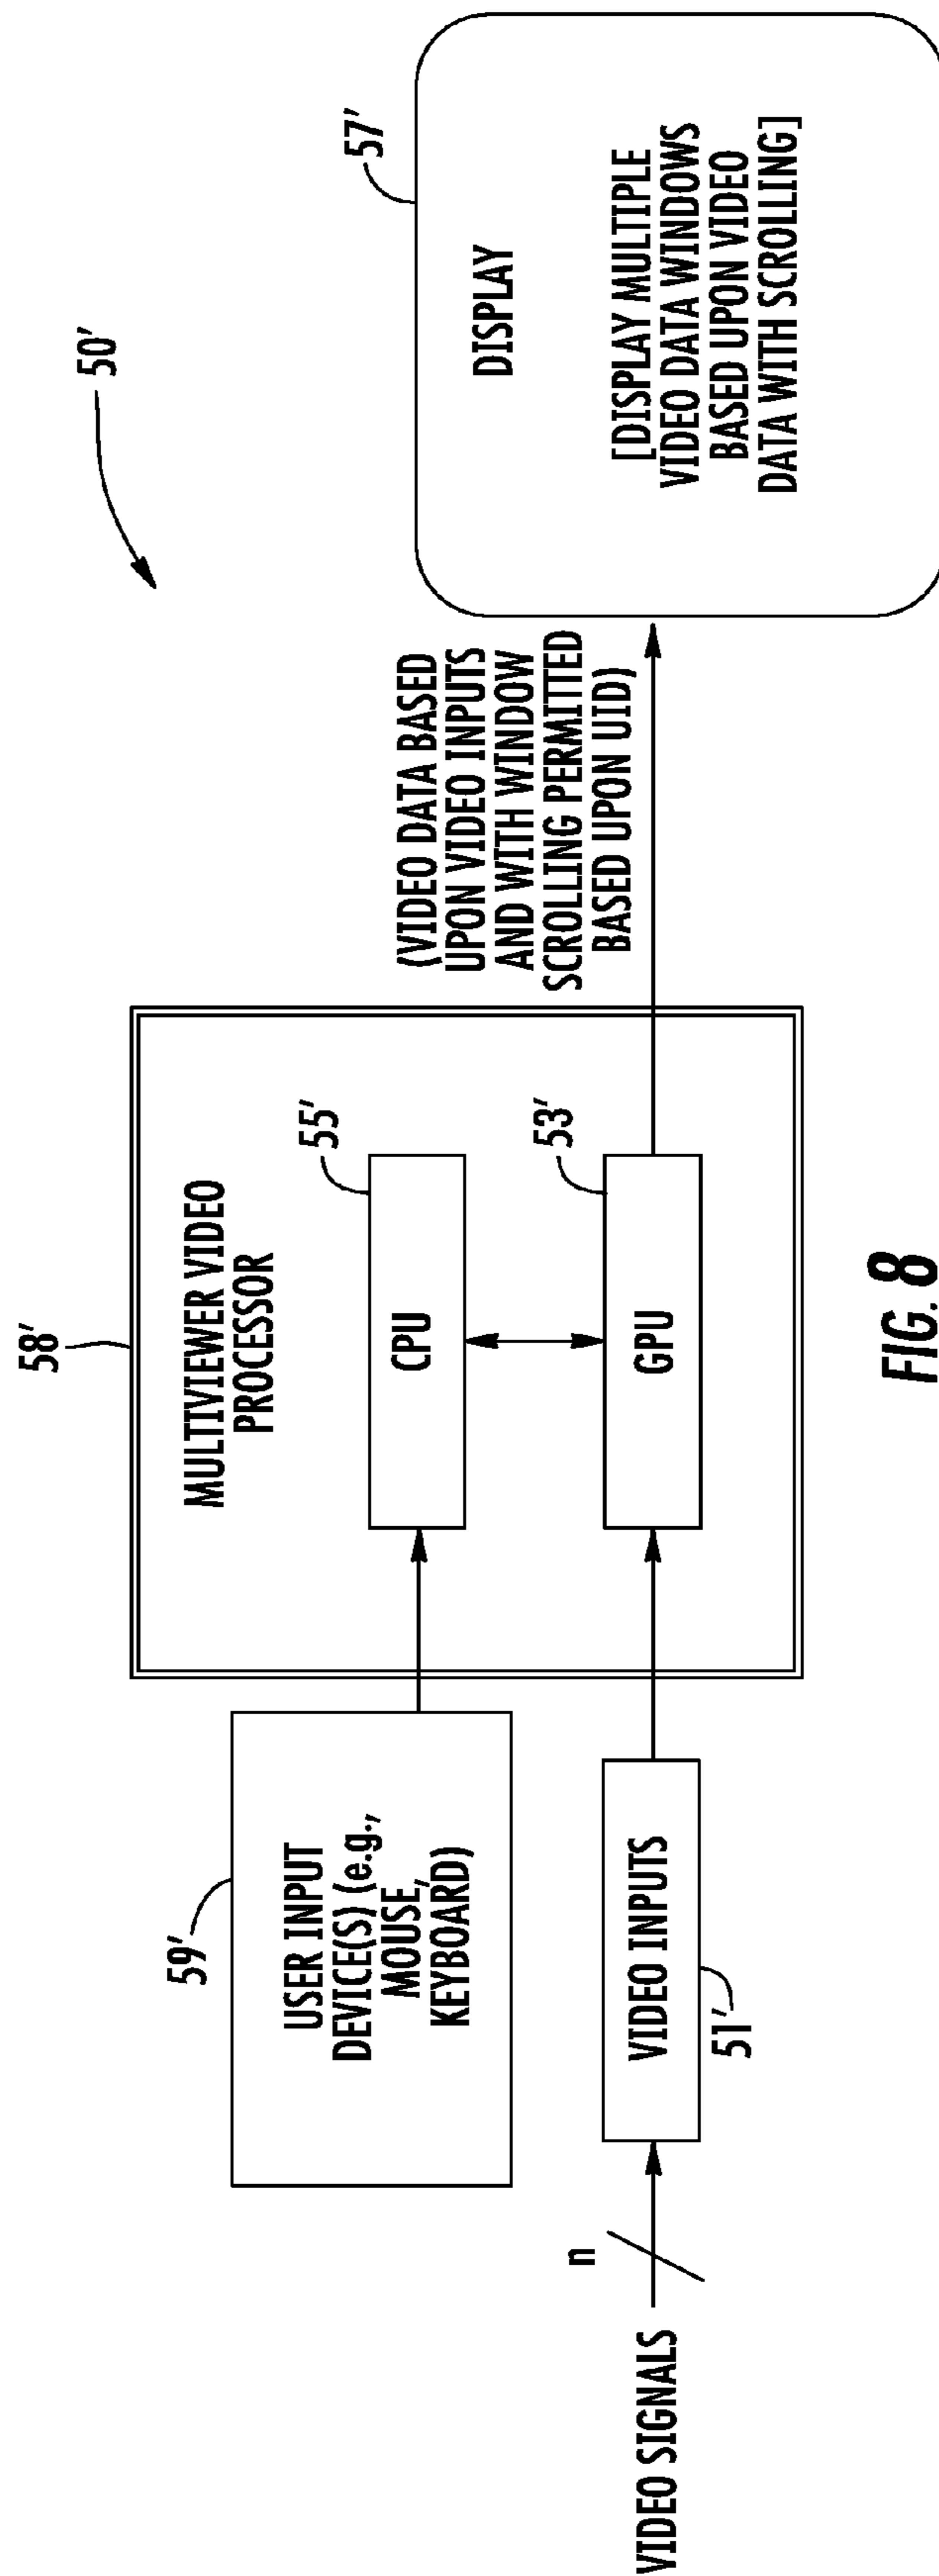 50'
58'
MULTIVIEWER VIDEO
PROCESSOR
59'
USER INPUT
DEVICE(S) (e.g.,
MOUSE,
KEYBOARD)
55'
CPU
57'
DISPLAY
[DISPLAY MULTIPLE
VIDEO DATA WINDOWS
BASED UPON VIDEO
DATA WITH SCROLLING]
(VIDEO DATA BASED
UPON VIDEO INPUTS
AND WITH WINDOW
SCROLLING PERMITTED
BASED UPON UID)
VIDEO SIGNALS
n
VIDEO INPUTS
51'
53'
GPU
FIG. 8